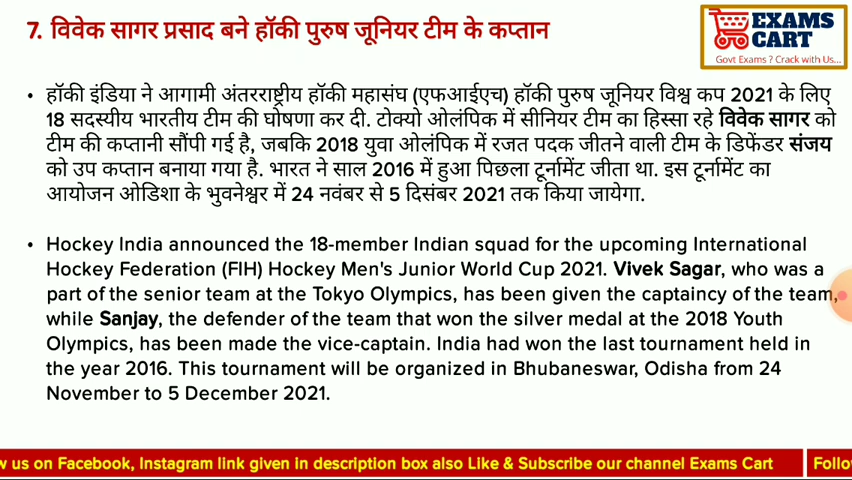 7. विवेक सागर प्रसाद बने हॉकी पुरुष जूनियर टीम के कप्तान
EXAMS
CART
Govt Exams ? Crack with Us...
• हॉकी इंडिया ने आगामी अंतरराष्ट्रीय हॉकी महासंघ (एफआईएच) हॉकी पुरुष जूनियर विश्व कप 2021 के लिए
18 सदस्यीय भारतीय टीम की घोषणा कर दी. टोक्यो ओलंपिक में सीनियर टीम का हिस्सा रहे विवेक सागर को
टीम की कप्तानी सौंपी गई है, जबकि 2018 युवा ओलंपिक में रजत पदक जीतने वाली टीम के डिफेंडर संजय
को उप कप्तान बनाया गया है. भारत ने साल 2016 में हुआ पिछला टूर्नामेंट जीता था. इस टूर्नामेंट का
आयोजन ओडिशा के भुवनेश्वर में 24 नवंबर से 5 दिसंबर 2021 तक किया जायेगा.
• Hockey India announced the 18-member Indian squad for the upcoming International
Hockey Federation (FIH) Hockey Men's Junior World Cup 2021. Vivek Sagar, who was a
part of the senior team at the Tokyo Olympics, has been given the captaincy of the team,
while Sanjay, the defender of the team that won the silver medal at the 2018 Youth
Olympics, has been made the vice-captain. India had won the last tournament held in
the year 2016. This tournament will be organized in Bhubaneswar, Odisha from 24
November to 5 December 2021.
w us on Facebook, Instagram link given in description box also Like & Subscribe our channel Exams Cart Follo